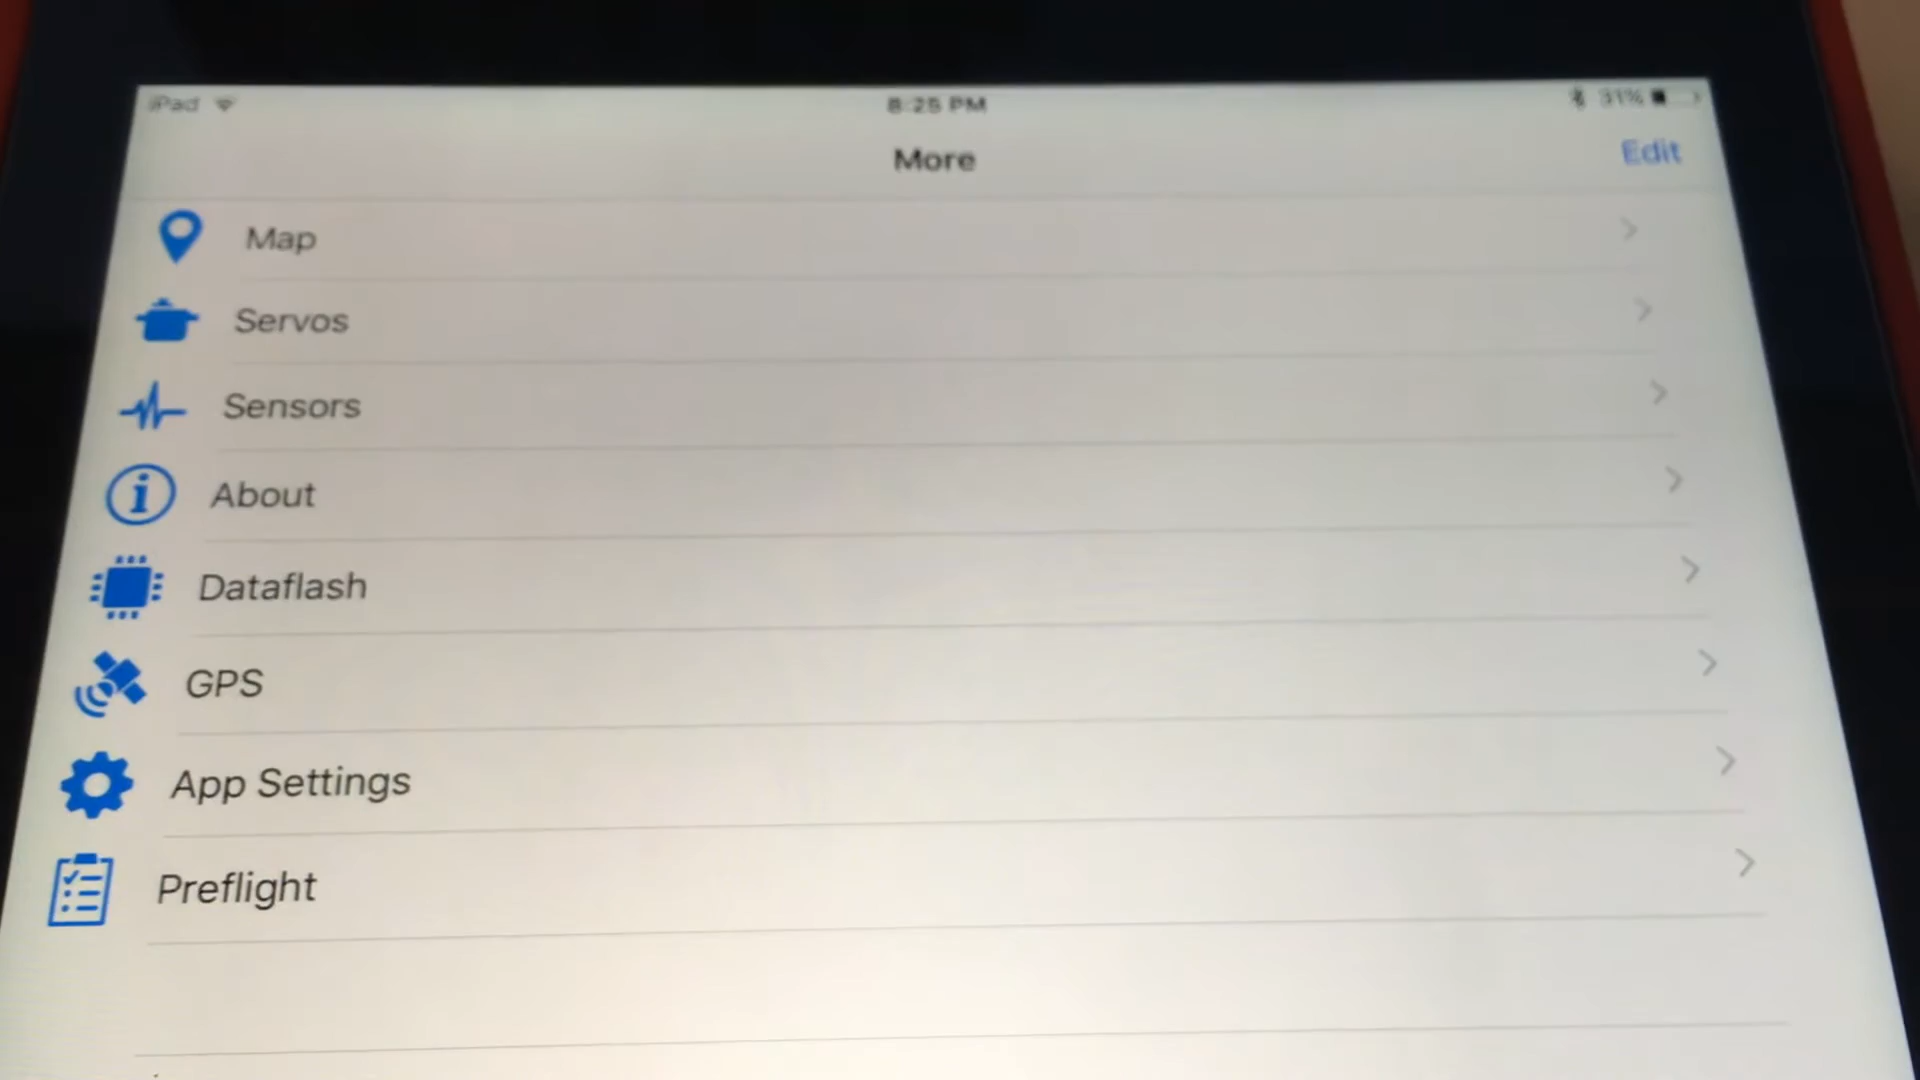 iPad 8:25 PM 31%
More Edit
Map
Servos
Sensors
About
Dataflash
GPS
App Settings
Preflight